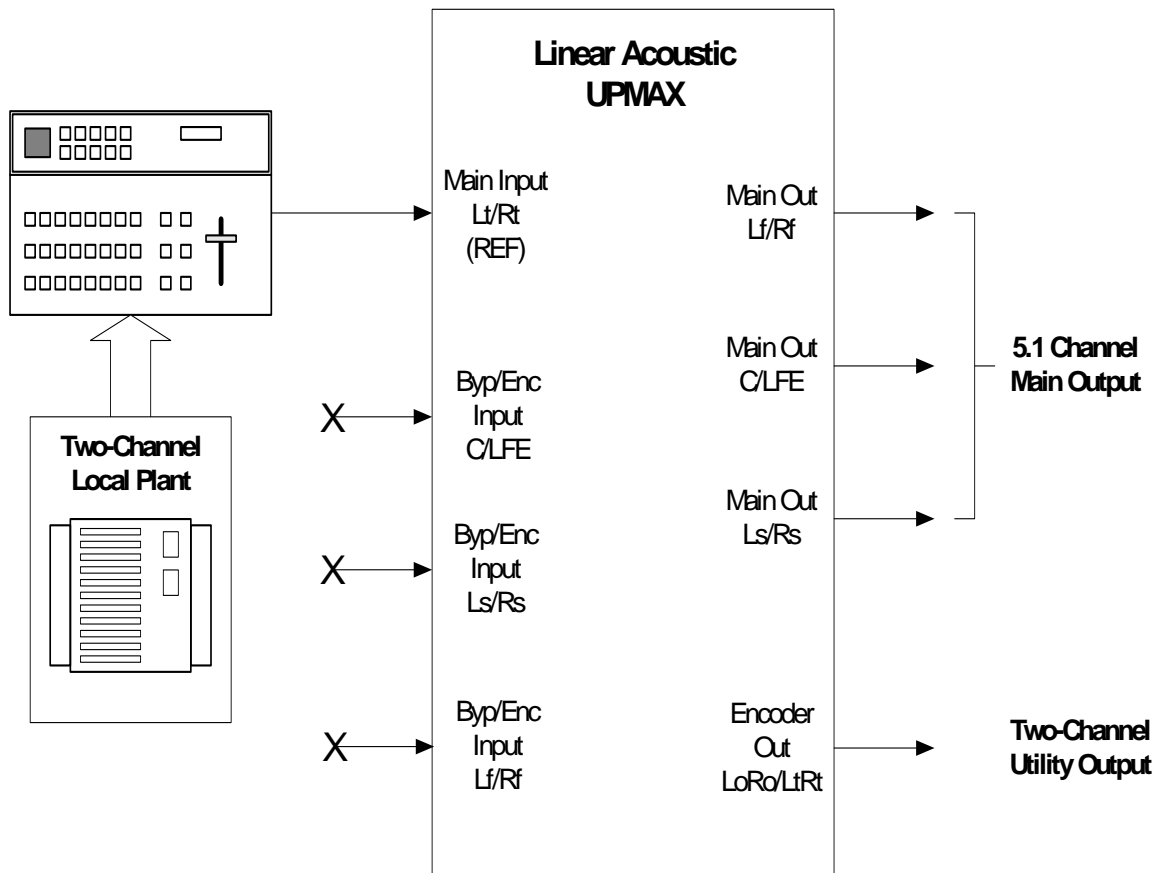 Linear Acoustic
UPMAX
Main Input
Lt/Rt
(REF)
Main Out
Lf/Rf
Main Out
C/LFE
5.1 Channel
Main Output
Byp/Enc
Input
C/LFE
X
Two-Channel
Local Plant
Main Out
Ls/Rs
Byp/Enc
Input
Ls/Rs
X
Byp/Enc
Input
Lf/Rf
X
Encoder
Out
LoRo/LtRt
Two-Channel
Utility Output